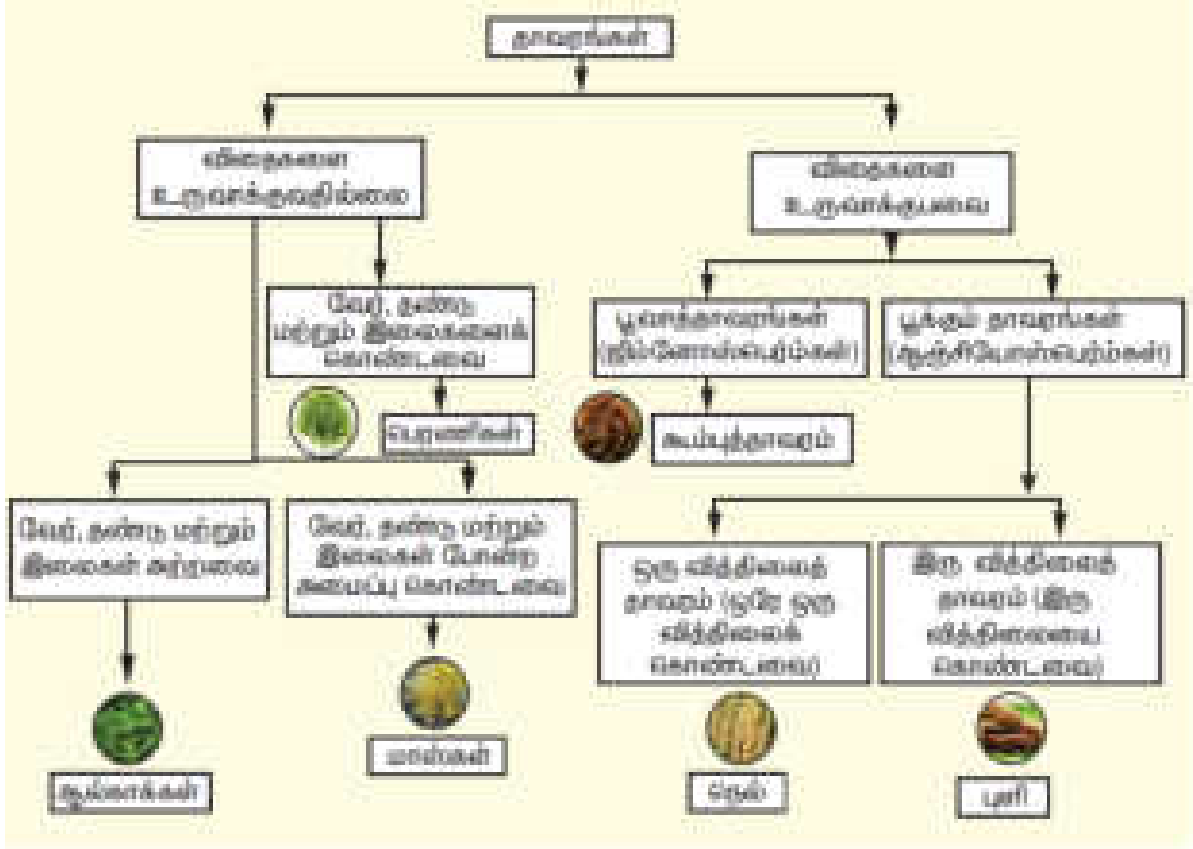 தாவரங்கள்
விதைகளை
உருவாக்குவதில்லை
விதைகளை
உருவாக்குபவை
வேர், தண்டு
மற்றும் இலைகளைக்
கொண்டவை
பூவாத்தாவரங்கள்
(ஜிம்னோஸ்பெர்ம்கள்)
பூக்கும் தாவரங்கள்
(ஆஞ்சியோஸ்பெர்ம்கள்)
பெரணிகள்
கூம்புத்தாவரம்
வேர், தண்டு மற்றும்
இலைகள் அற்றவை
வேர், தண்டு மற்றும்
இலைகள் போன்ற
அமைப்பு கொண்டவை
ஒரு வித்திலைத்
தாவரம் (ஒரே ஒரு
வித்திலைக்
கொண்டவை)
இரு வித்திலைத்
தாவரம் (இரு
வித்திலையை
கொண்டவை)
ஆல்காக்கள்
மாஸ்கள்
நெல்
புளி